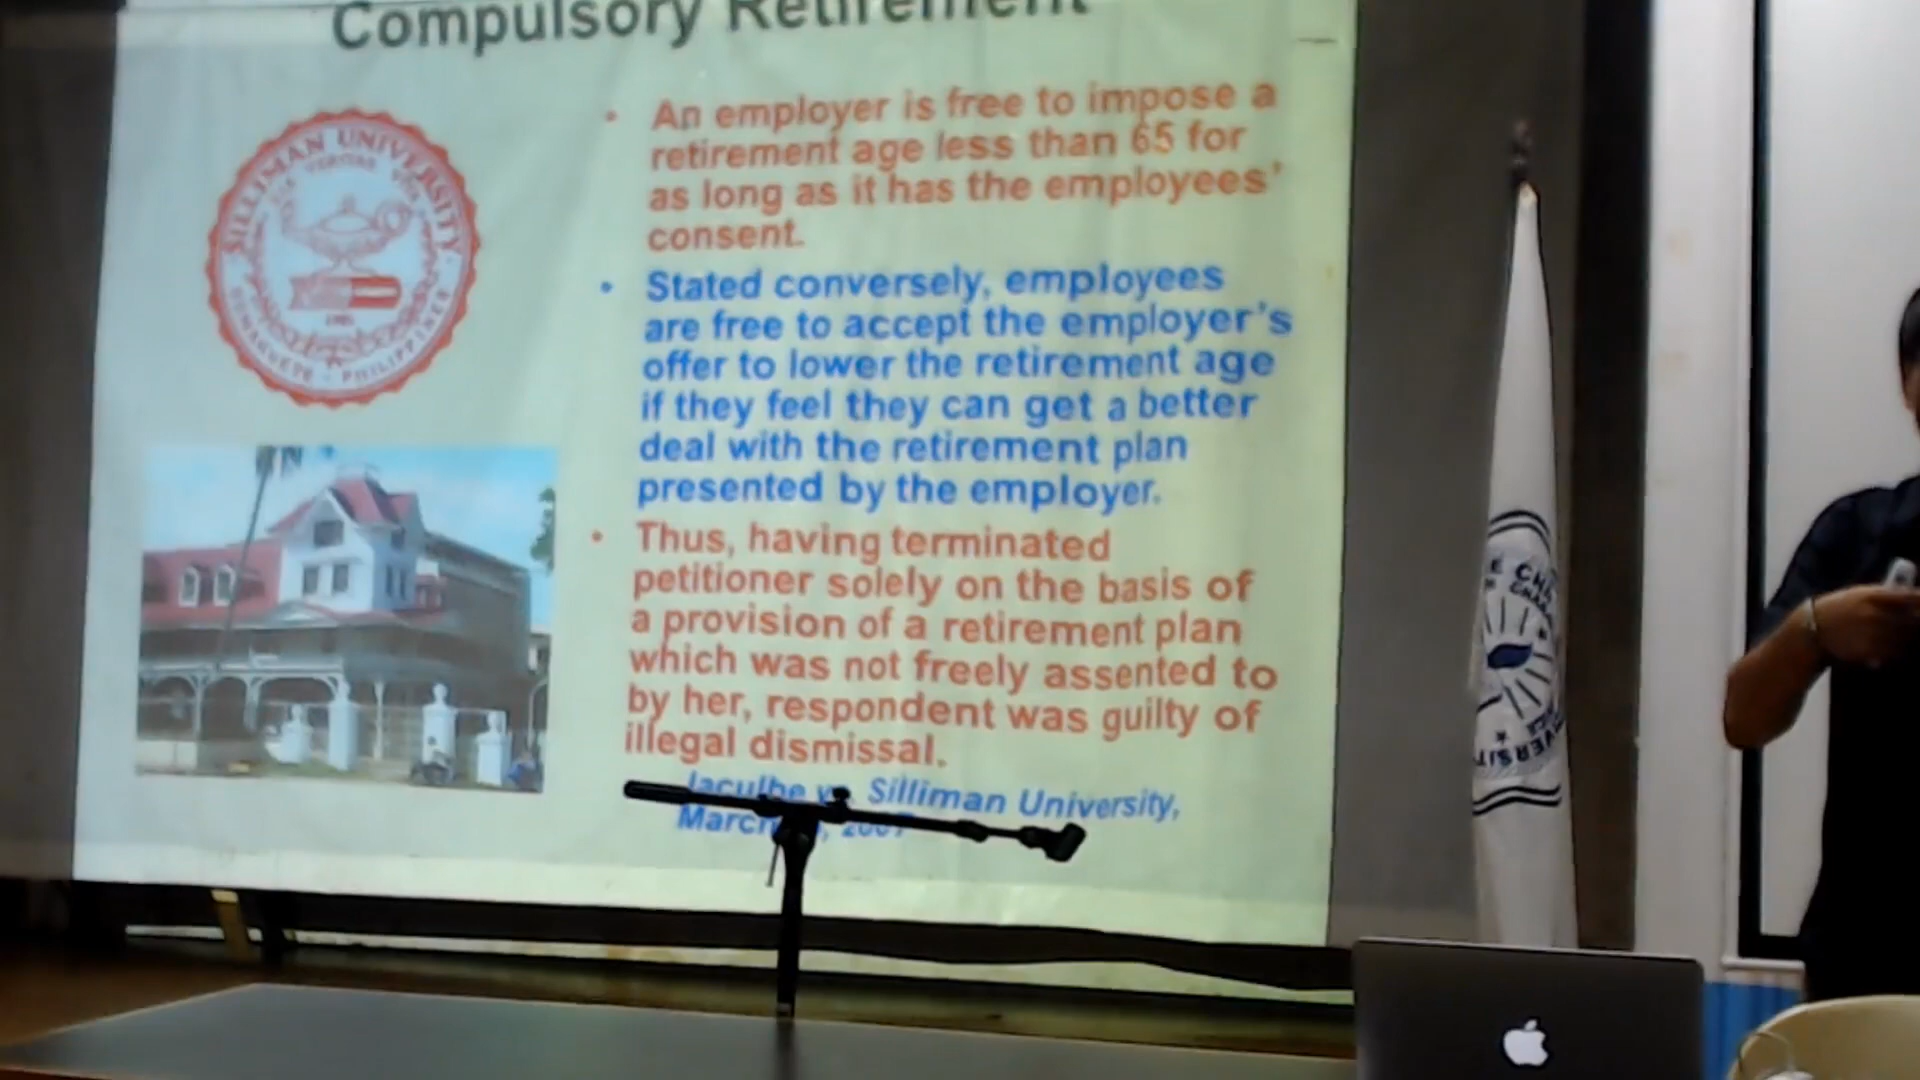 Compulsory Retirement
SILLIMAN UNIVERSITY
DUMAGUETE · PHILIPPINES
• An employer is free to impose a
retirement age less than 65 for
as long as it has the employees'
consent.
• Stated conversely, employees
are free to accept the employer's
offer to lower the retirement age
if they feel they can get a better
deal with the retirement plan
presented by the employer.
• Thus, having terminated
petitioner solely on the basis of
a provision of a retirement plan
which was not freely assented to
by her, respondent was guilty of
illegal dismissal.
Silliman University,
March